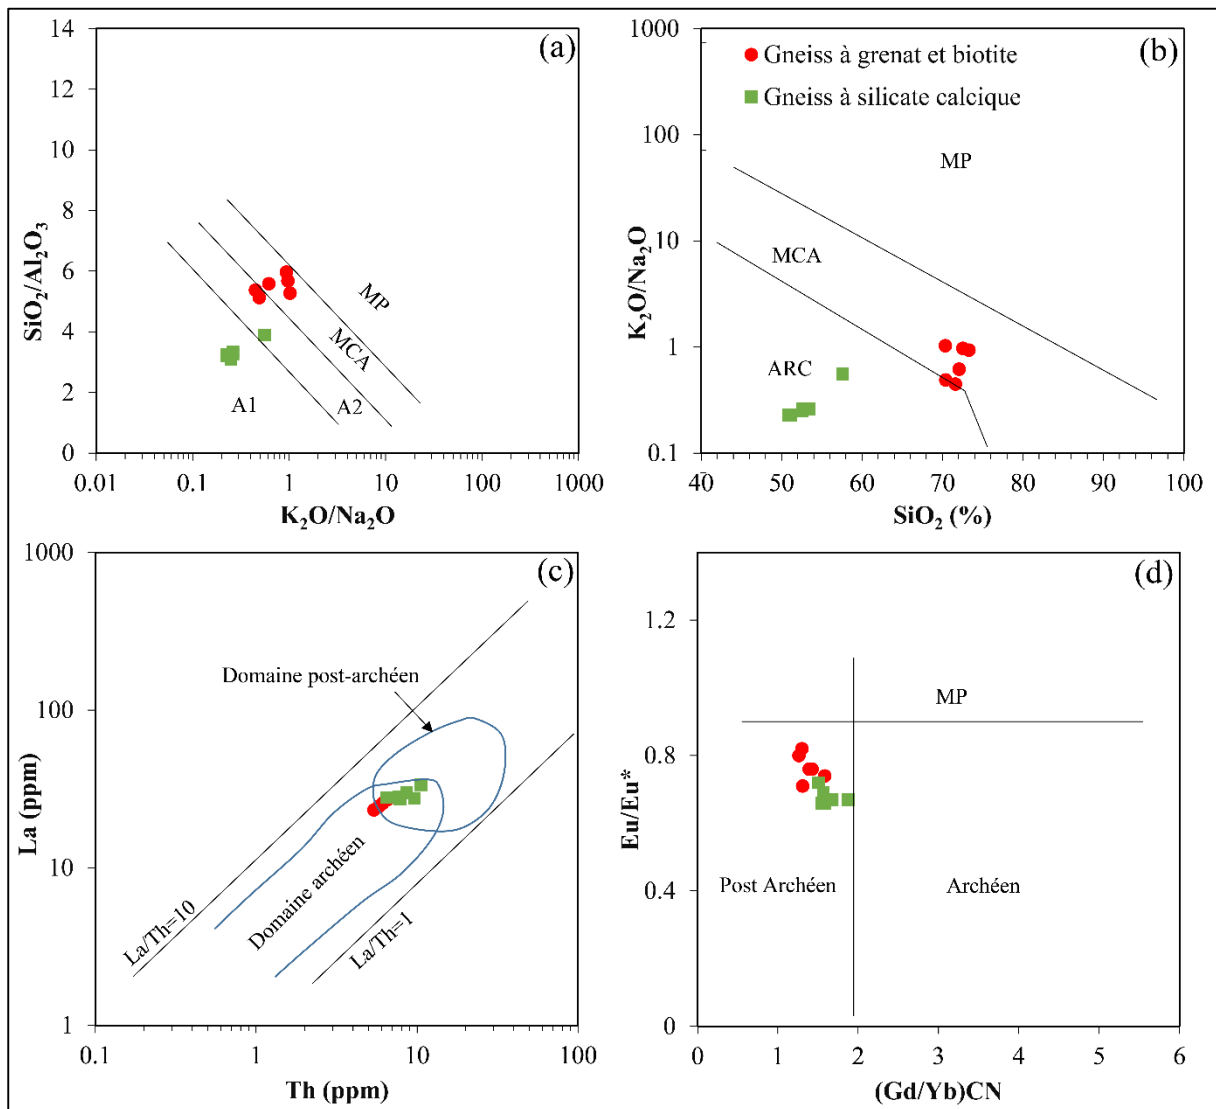 (a)
14
12
10
8
6
4
2
0
SiO₂/Al₂O₃
MP
MCA
A2
A1
0.01 0.1 1 10 100 1000
K₂O/Na₂O
(b)
Gneiss à grenat et biotite
Gneiss à silicate calcique
1000
100
10
1
0.1
K₂O/Na₂O
MP
MCA
ARC
40 50 60 70 80 90 100
SiO₂ (%)
(c)
1000
100
10
1
La (ppm)
Domaine post-archéen
Domaine archéen
La/Th=10
La/Th=1
0.1 1 10 100
Th (ppm)
(d)
1.2
0.8
0.4
0
Eu/Eu*
MP
Post Archéen
Archéen
0 1 2 3 4 5 6
(Gd/Yb)CN